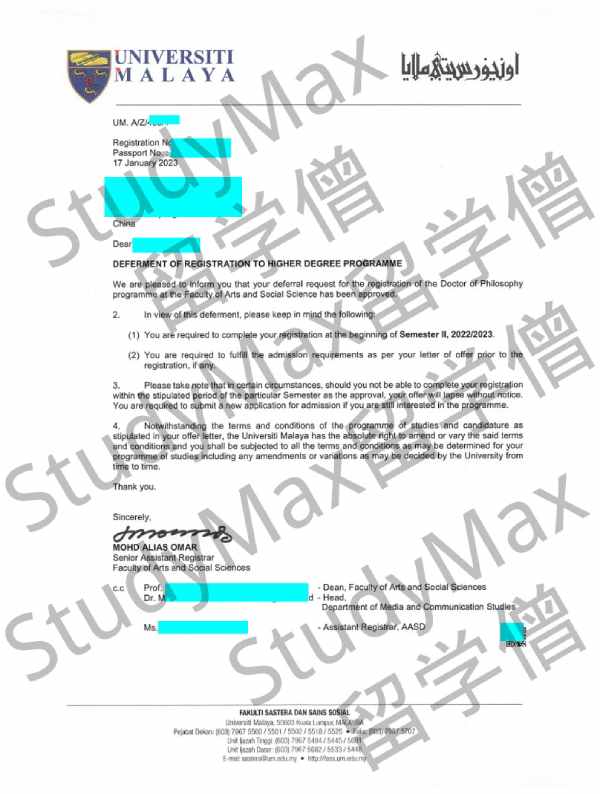 UNIVERSITI
MALAYA
اونيۏرسيتي ملايا
UM. A/Z/
Registration No
Passport No.:
17 January 2023
China
Dear
DEFERMENT OF REGISTRATION TO HIGHER DEGREE PROGRAMME
We are pleased to inform you that your deferral request for the registration of the Doctor of Philosophy
programme at the Faculty of Arts and Social Science has been approved.
2. In view of this deferment, please keep in mind the following:
(1) You are required to complete your registration at the beginning of Semester II, 2022/2023.
(2) You are required to fulfill the admission requirements as per your letter of offer prior to the
registration, if any.
3. Please take note that in certain circumstances, should you not be able to complete your registration
within the stipulated period of the particular Semester as the approval, your offer will lapse without notice.
You are required to submit a new application for admission if you are still interested in the programme.
4. Notwithstanding the terms and conditions of the programme of studies and candidature as
stipulated in your offer letter, the Universiti Malaya has the absolute right to amend or vary the said terms
and conditions and you shall be subjected to all the terms and conditions as may be determined for your
programme of studies including any amendments or variations as may be decided by the University from
time to time.
Thank you.
Sincerely,
MOHD ALIAS OMAR
Senior Assistant Registrar
Faculty of Arts and Social Sciences
c.c Prof. - Dean, Faculty of Arts and Social Sciences
Dr. M d - Head,
Department of Media and Communication Studies
Ms. - Assistant Registrar, AASD
FAKULTI SASTERA DAN SAINS SOSIAL
Universiti Malaya, 50603 Kuala Lumpur, MALAYSIA
Pejabat Dekan: (603) 7967 5500 / 5501 / 5502 / 5518 / 5525 • Faks: (603) 7967 5707
Unit Ijazah Tinggi: (603) 7967 5484 / 5445 / 5691
Unit Ijazah Dasar: (603) 7967 5682 / 5533 / 5448
E-mel: sastera@um.edu.my • http://fass.um.edu.my
StudyMax
留学僧
StudyMax
留学僧
StudyMax
留学僧
StudyMax
留学僧